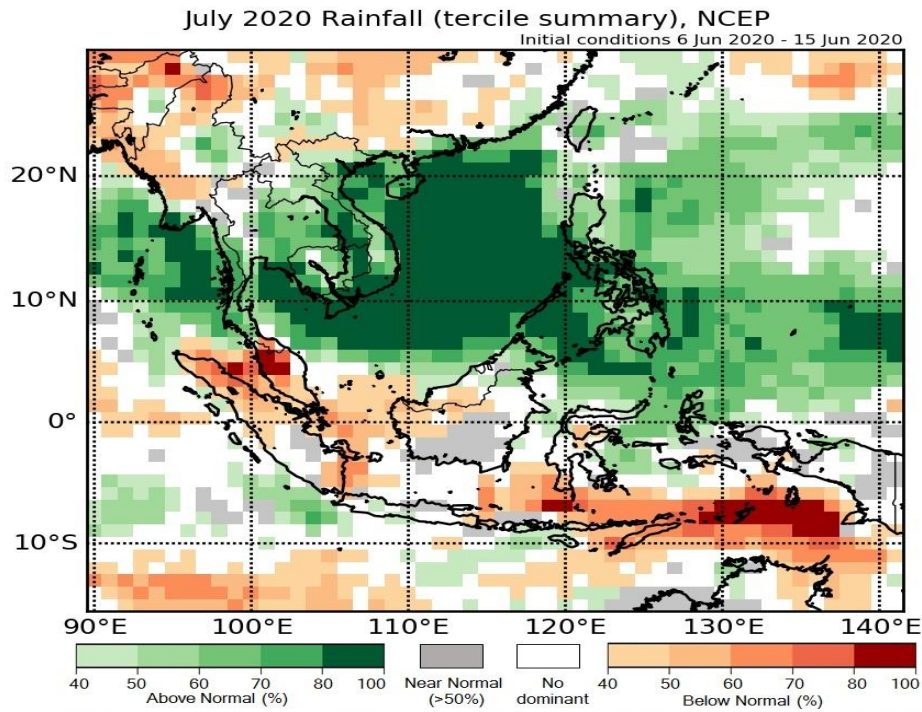 July 2020 Rainfall (tercile summary), NCEP
Initial conditions 6 Jun 2020 - 15 Jun 2020
20°N
10°N
0°
10°S
90°E 100°E 110°E 120°E 130°E 140°E
40 50 60 70 80 100
Above Normal (%)
Near Normal
(>50%)
No
dominant
40 50 60 70 80 100
Below Normal (%)